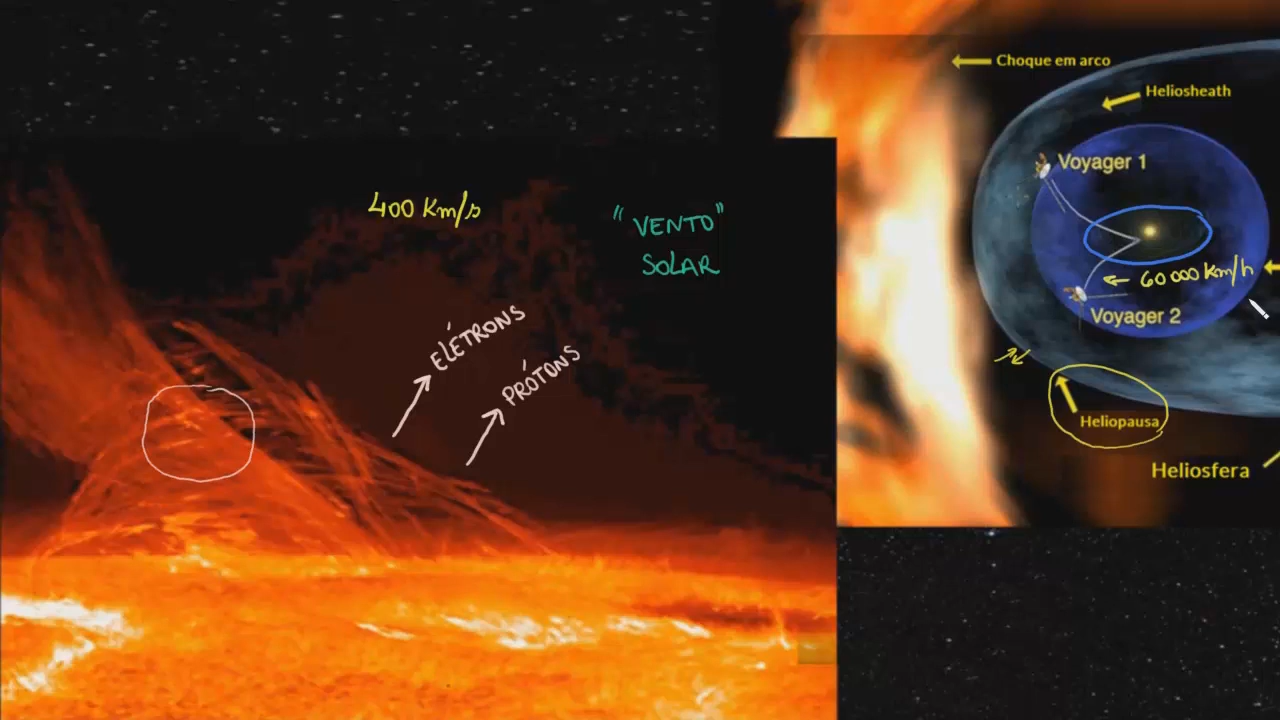 400 Km/s
"VENTO"
SOLAR
ELÉTRONS
PRÓTONS
Choque em arco
Heliosheath
Voyager 1
60 000 Km/h
Voyager 2
Heliopausa
Heliosfera